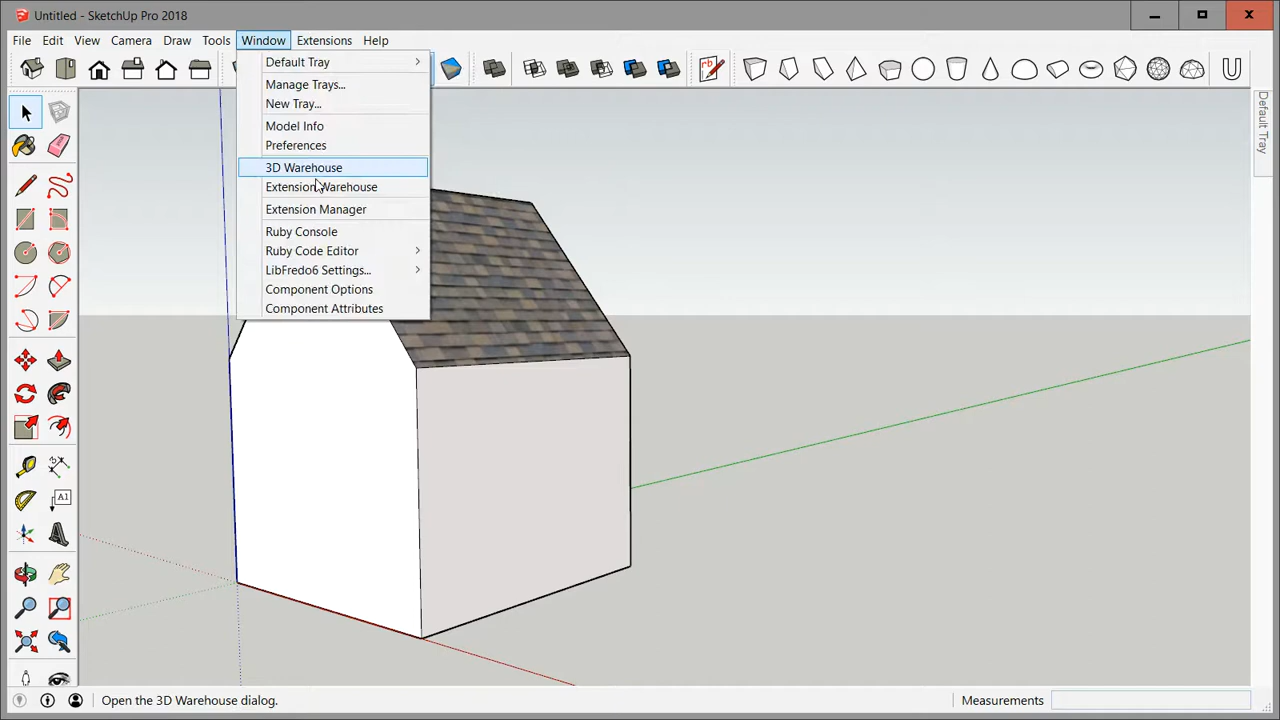 Untitled - SketchUp Pro 2018
File Edit View Camera Draw Tools Window Extensions Help
Default Tray
Manage Trays...
New Tray...
Model Info
Preferences
3D Warehouse
Extension Warehouse
Extension Manager
Ruby Console
Ruby Code Editor
LibFredo6 Settings...
Component Options
Component Attributes
rb
Default Tray
A1
Open the 3D Warehouse dialog.
Measurements